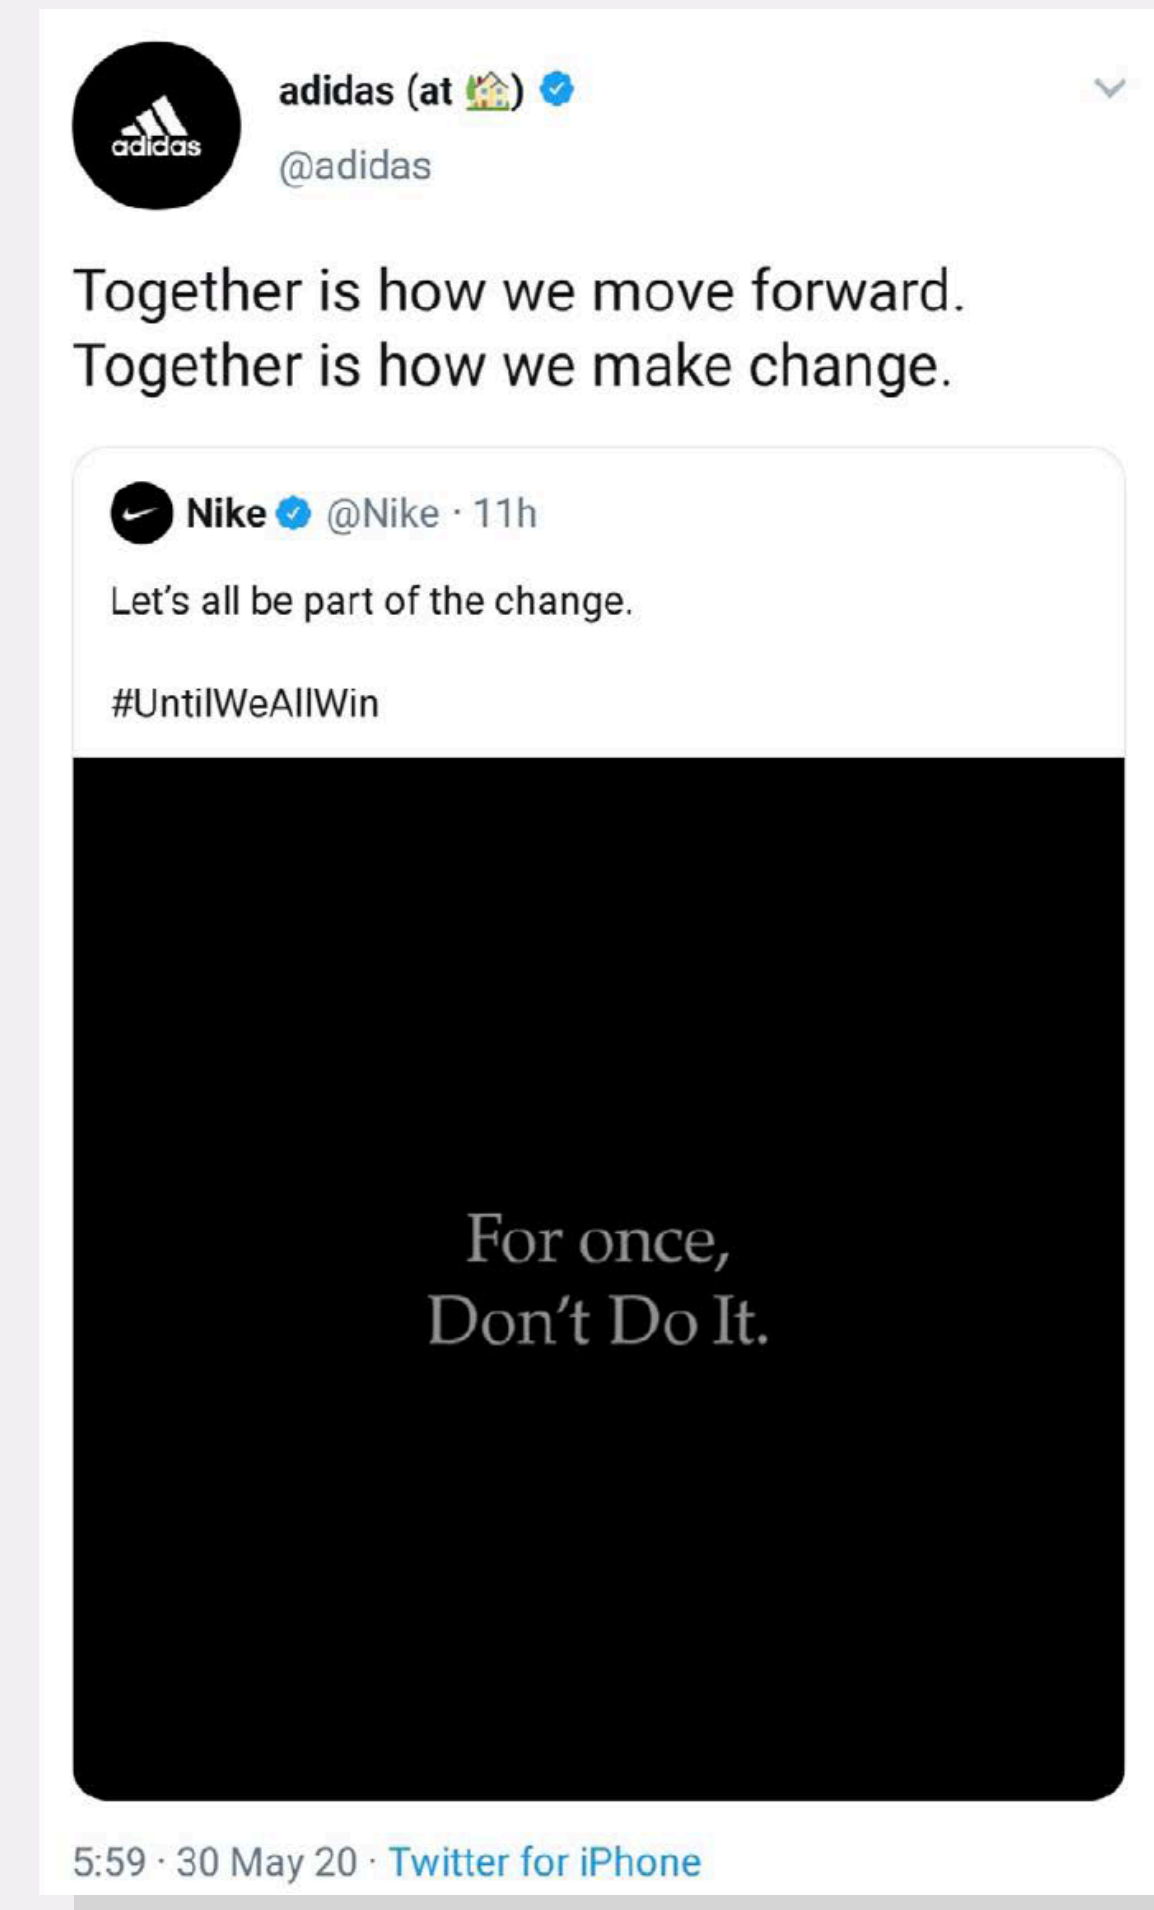 adidas
adidas (at 🏡)
@adidas
Together is how we move forward.
Together is how we make change.
Nike @Nike · 11h
Let's all be part of the change.
#UntilWeAllWin
For once,
Don't Do It.
5:59 · 30 May 20 · Twitter for iPhone